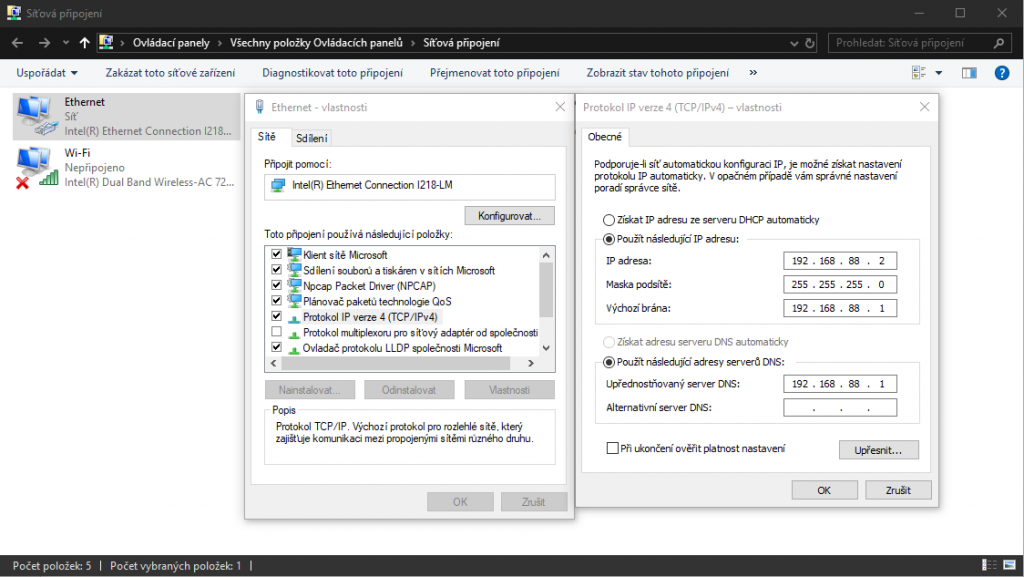 Síťová připojení
Ovládací panely > Všechny položky Ovládacích panelů > Síťová připojení
Prohledat: Síťová připojení
Uspořádat
Zakázat toto síťové zařízení
Diagnostikovat toto připojení
Přejmenovat toto připojení
Zobrazit stav tohoto připojení
»
Ethernet
Síť
Intel(R) Ethernet Connection I218...
Wi-Fi
Nepřipojeno
Intel(R) Dual Band Wireless-AC 72...
Ethernet - vlastnosti
Sítě
Sdílení
Připojit pomocí:
Intel(R) Ethernet Connection I218-LM
Konfigurovat...
Toto připojení používá následující položky:
Klient sítě Microsoft
Sdílení souborů a tiskáren v sítích Microsoft
Npcap Packet Driver (NPCAP)
Plánovač paketů technologie QoS
Protokol IP verze 4 (TCP/IPv4)
Protokol multiplexoru pro síťový adaptér od společnosti
Ovladač protokolu LLDP společnosti Microsoft
Nainstalovat...
Odinstalovat
Vlastnosti
Popis
Protokol TCP/IP. Výchozí protokol pro rozlehlé sítě, který
zajišťuje komunikaci mezi propojenými sítěmi různého druhu.
OK
Zrušit
Protokol IP verze 4 (TCP/IPv4) – vlastnosti
Obecné
Podporuje-li síť automatickou konfiguraci IP, je možné získat nastavení
protokolu IP automaticky. V opačném případě vám správné nastavení
poradí správce sítě.
Získat IP adresu ze serveru DHCP automaticky
Použít následující IP adresu:
IP adresa:
192 . 168 . 88 . 2
Maska podsítě:
255 . 255 . 255 . 0
Výchozí brána:
192 . 168 . 88 . 1
Získat adresu serveru DNS automaticky
Použít následující adresy serverů DNS:
Upřednostňovaný server DNS:
192 . 168 . 88 . 1
Alternativní server DNS:
. . .
Při ukončení ověřit platnost nastavení
Upřesnit...
OK
Zrušit
Počet položek: 5
Počet vybraných položek: 1